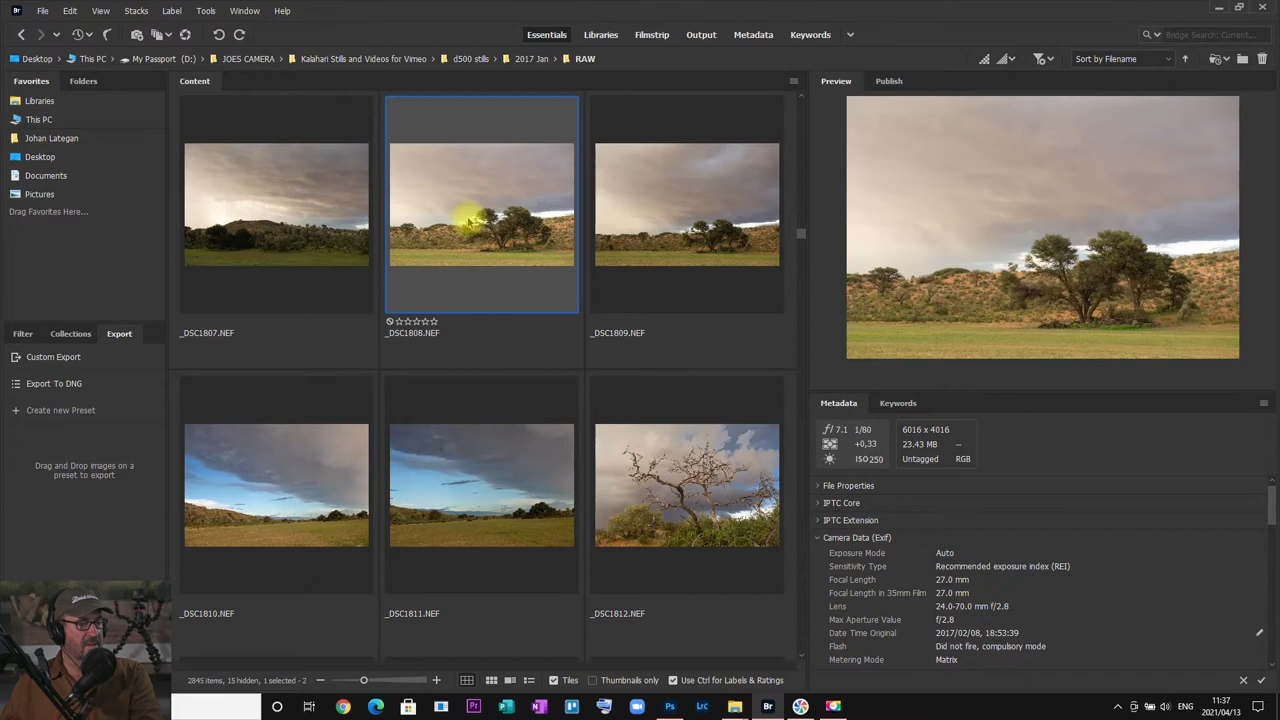 Br File Edit View Stacks Label Tools Window Help
Essentials Libraries Filmstrip Output Metadata Keywords
Bridge Search: Current...
Desktop This PC My Passport (D:) JOES CAMERA Kalahari Stills and Videos for Vimeo d500 stills 2017 Jan RAW
Sort by Filename
Favorites Folders
Libraries
This PC
Johan Lategan
Desktop
Documents
Pictures
Drag Favorites Here...
Filter Collections Export
Custom Export
Export To DNG
Create new Preset
Drag and Drop images on a
preset to export
Content
_DSC1807.NEF
_DSC1808.NEF
_DSC1809.NEF
_DSC1810.NEF
_DSC1811.NEF
_DSC1812.NEF
2845 items, 15 hidden, 1 selected - 2
Tiles Thumbnails only Use Ctrl for Labels & Ratings
Preview Publish
Metadata Keywords
f/ 7.1 1/80
+0,33
ISO250
6016 x 4016
23.43 MB --
Untagged RGB
File Properties
IPTC Core
IPTC Extension
Camera Data (Exif)
Exposure Mode Auto
Sensitivity Type Recommended exposure index (REI)
Focal Length 27.0 mm
Focal Length in 35mm Film 27.0 mm
Lens 24.0-70.0 mm f/2.8
Max Aperture Value f/2.8
Date Time Original 2017/02/08, 18:53:39
Flash Did not fire, compulsory mode
Metering Mode Matrix
Pr N Ps Lrc Br
ENG
11:37
2021/04/13